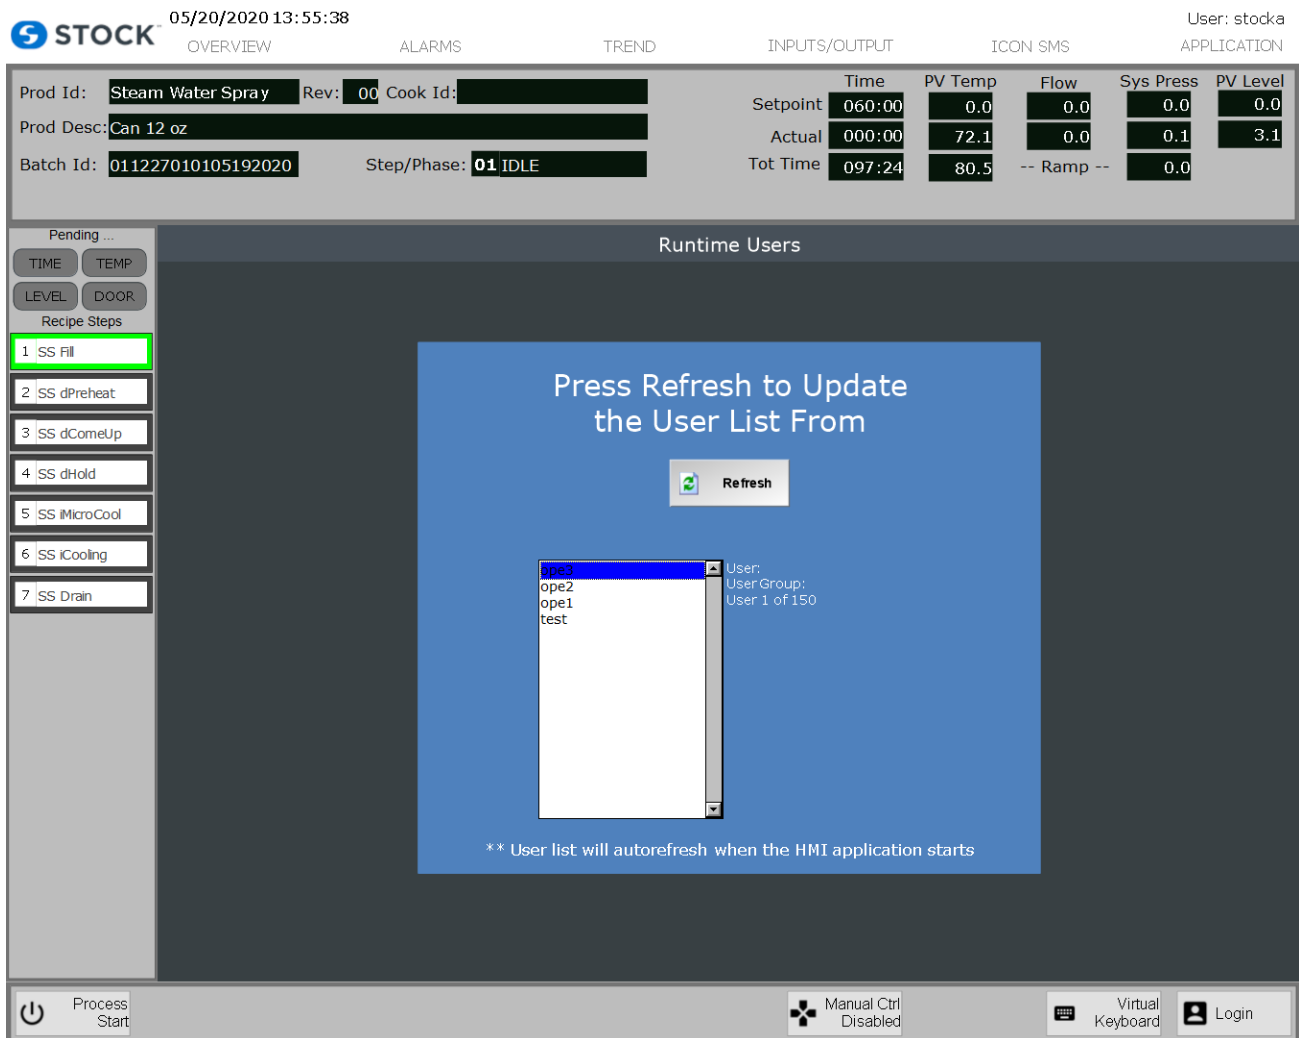 STOCK
05/20/2020 13:55:38
User: stocka
OVERVIEW ALARMS TREND INPUTS/OUTPUT ICON SMS APPLICATION
Prod Id: Steam Water Spray Rev: 00 Cook Id:
Prod Desc: Can 12 oz
Batch Id: 011227010105192020 Step/Phase: 01 IDLE
Time PV Temp Flow Sys Press PV Level
Setpoint 060:00 0.0 0.0 0.0 0.0
Actual 000:00 72.1 0.0 0.1 3.1
Tot Time 097:24 80.5 -- Ramp -- 0.0
Pending ...
TIME TEMP
LEVEL DOOR
Recipe Steps
1 SS Fill
2 SS dPreheat
3 SS dComeUp
4 SS dHold
5 SS iMicroCool
6 SS iCooling
7 SS Drain
Runtime Users
Press Refresh to Update
the User List From
Refresh
ope3
ope2
ope1
test
User:
User Group:
User 1 of 150
** User list will autorefresh when the HMI application starts
Process
Start
Manual Ctrl
Disabled
Virtual
Keyboard
Login